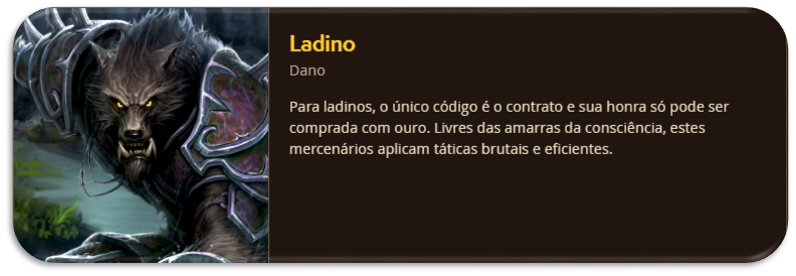 Ladino
Dano
Para ladinos, o único código é o contrato e sua honra só pode ser
comprada com ouro. Livres das amarras da consciência, estes
mercenários aplicam táticas brutais e eficientes.